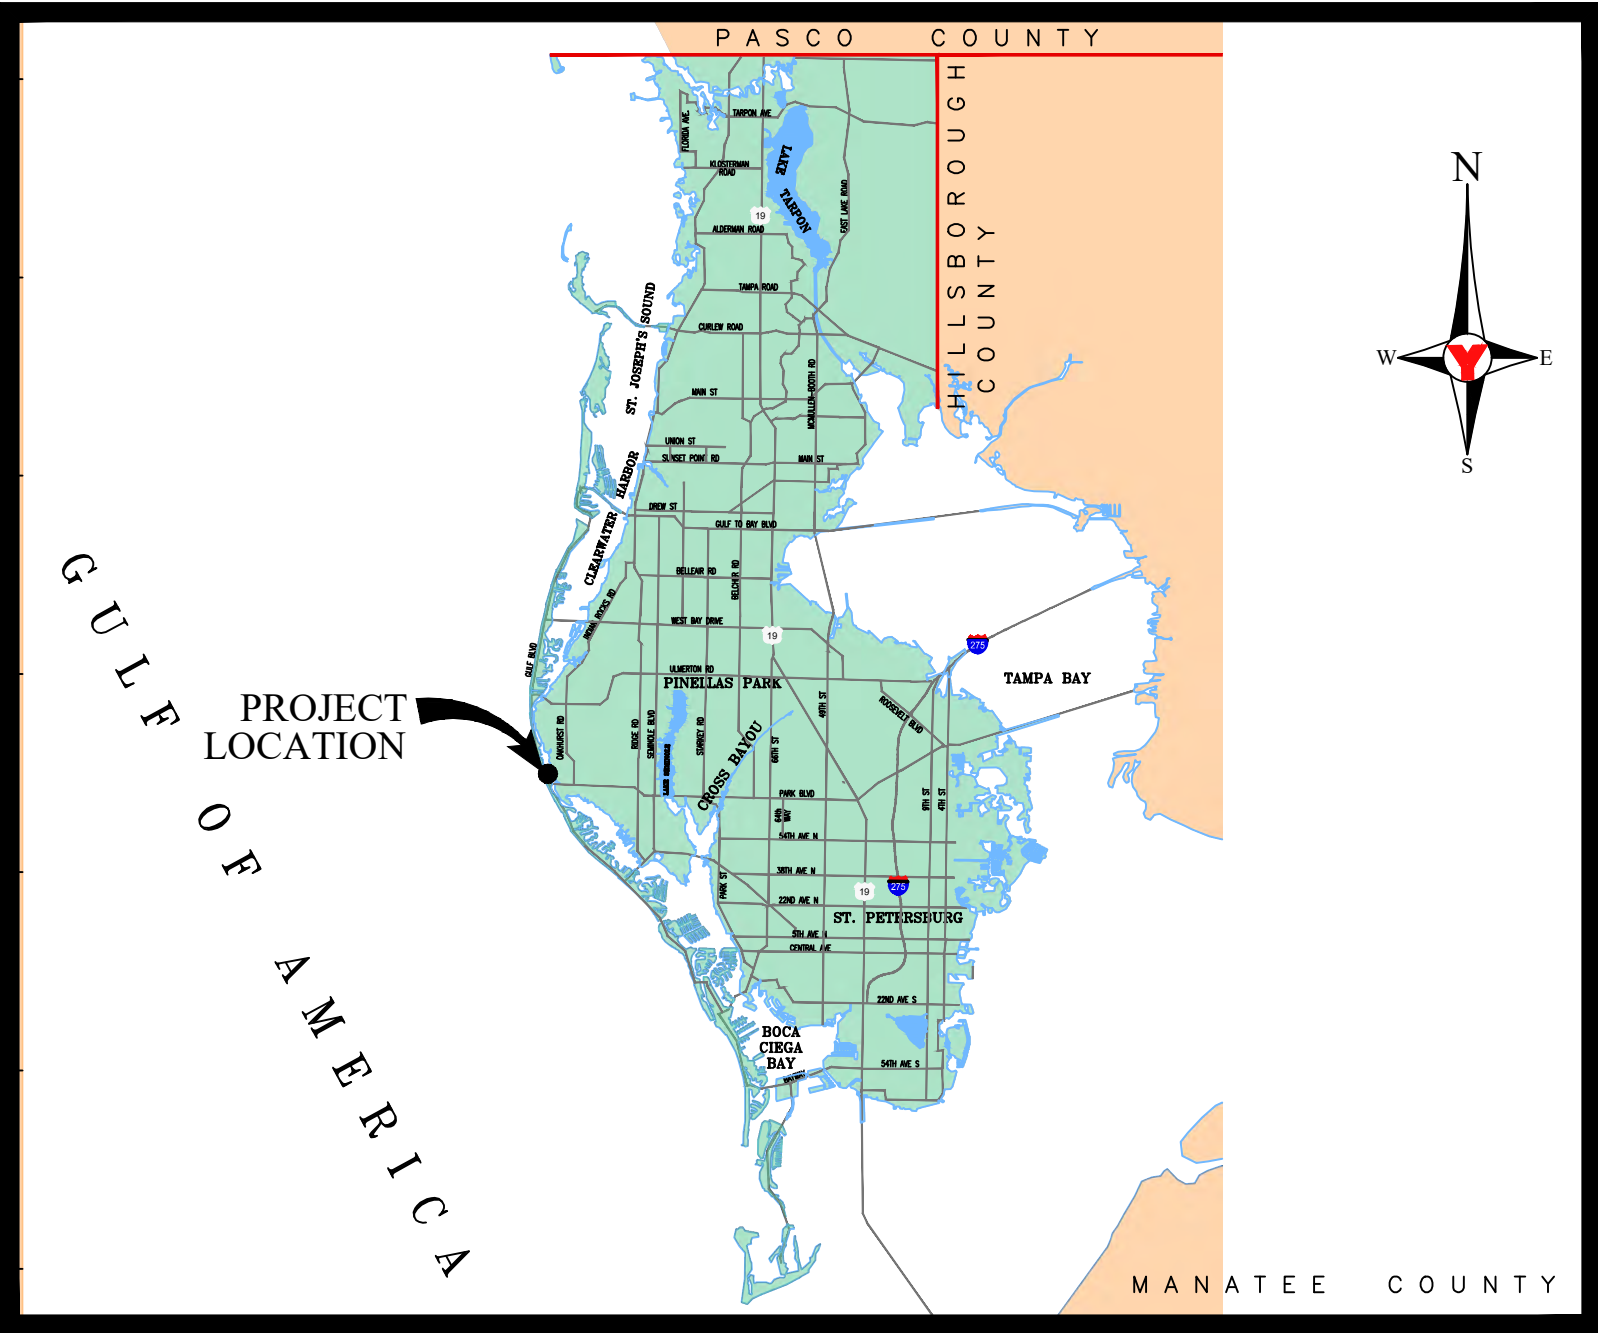 PASCO COUNTY
HILLSBOROUGH
COUNTY
N
W
Y
E
S
FLORIDA AVE.
TARPON AVE
KLOSTERMAN
ROAD
LAKE TARPON
EAST LAKE ROAD
19
ALDERMAN ROAD
TAMPA ROAD
ST. JOSEPH'S SOUND
CURLEW ROAD
MAIN ST
MCMULLEN-BOOTH RD
UNION ST
SUNSET POINT RD
MAIN ST
CLEARWATER HARBOR
DREW ST
GULF TO BAY BLVD
BELLEAIR RD
BELCHER RD
INDIAN ROCKS RD
WEST BAY DRIVE
19
GULF BLVD
275
ULMERTON RD
PINELLAS PARK
TAMPA BAY
49TH ST
ROOSEVELT BLVD
PROJECT
LOCATION
OAKHURST RD
RIDGE RD
SEMINOLE BLVD
STARKEY RD
CROSS BAYOU
66TH ST
PARK BLVD
64th
WAY
9TH ST
4TH ST
54TH AVE N
38TH AVE N
PARK ST
22ND AVE N
19
275
ST. PETERSBURG
5TH AVE N
CENTRAL AVE
22ND AVE S
BOCA
CIEGA
BAY
54TH AVE S
GULF OF AMERICA
MANATEE COUNTY